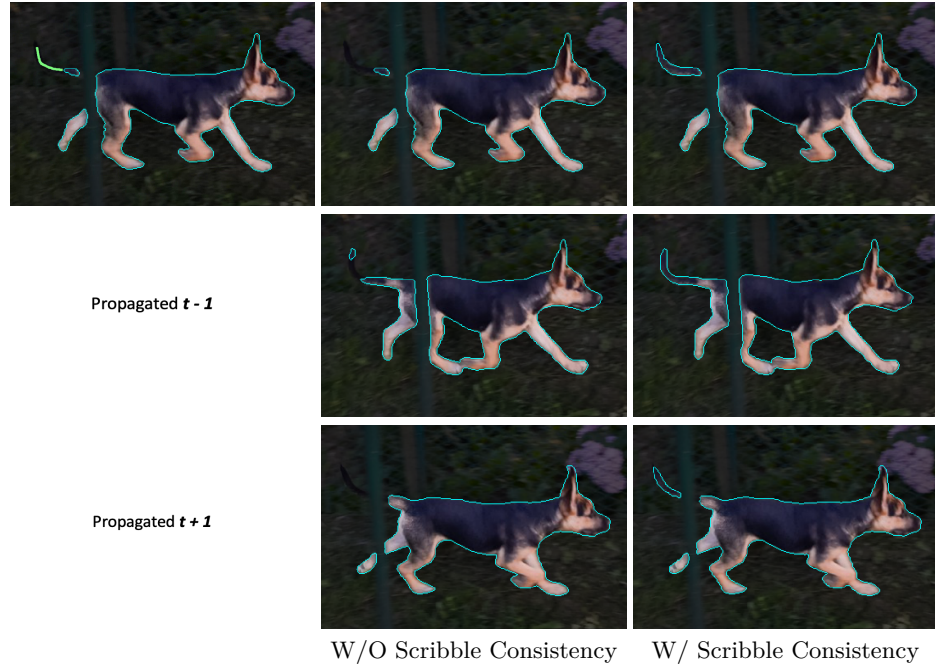 Propagated t - 1
Propagated t + 1
W/O Scribble Consistency
W/ Scribble Consistency